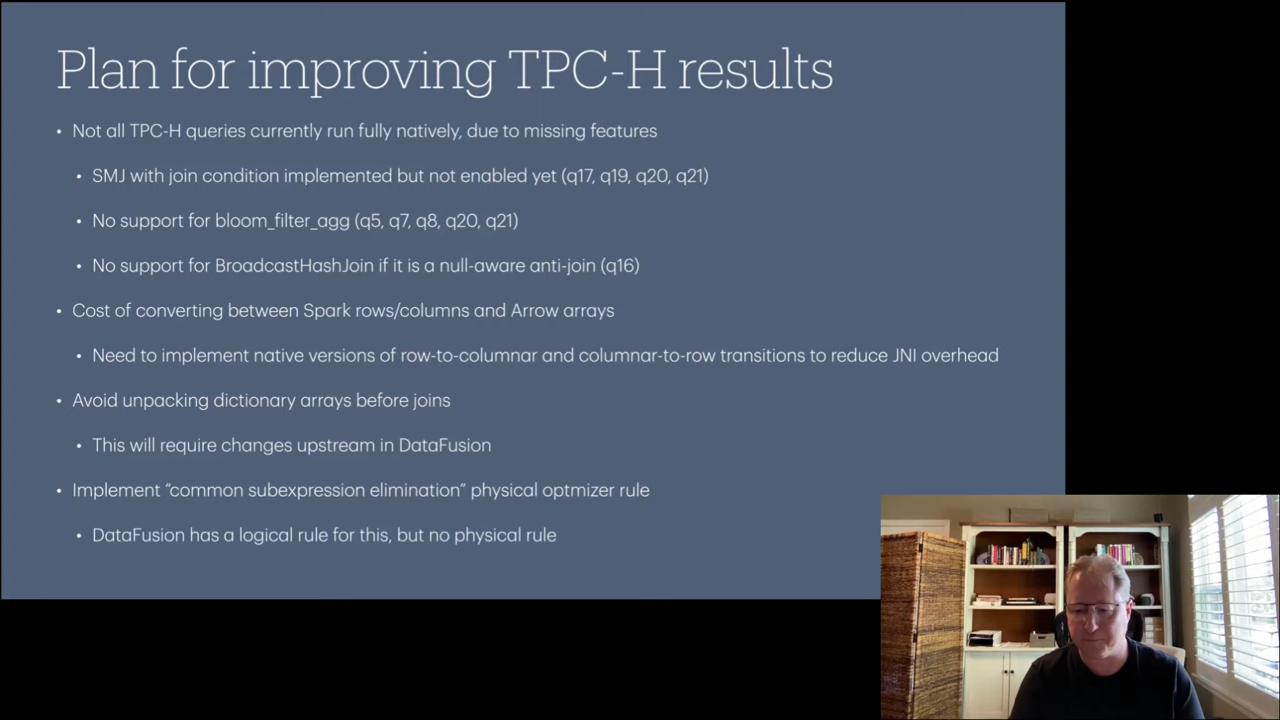 Plan for improving TPC-H results
• Not all TPC-H queries currently run fully natively, due to missing features
• SMJ with join condition implemented but not enabled yet (q17, q19, q20, q21)
• No support for bloom_filter_agg (q5, q7, q8, q20, q21)
• No support for BroadcastHashJoin if it is a null-aware anti-join (q16)
• Cost of converting between Spark rows/columns and Arrow arrays
• Need to implement native versions of row-to-columnar and columnar-to-row transitions to reduce JNI overhead
• Avoid unpacking dictionary arrays before joins
• This will require changes upstream in DataFusion
• Implement “common subexpression elimination” physical optmizer rule
• DataFusion has a logical rule for this, but no physical rule